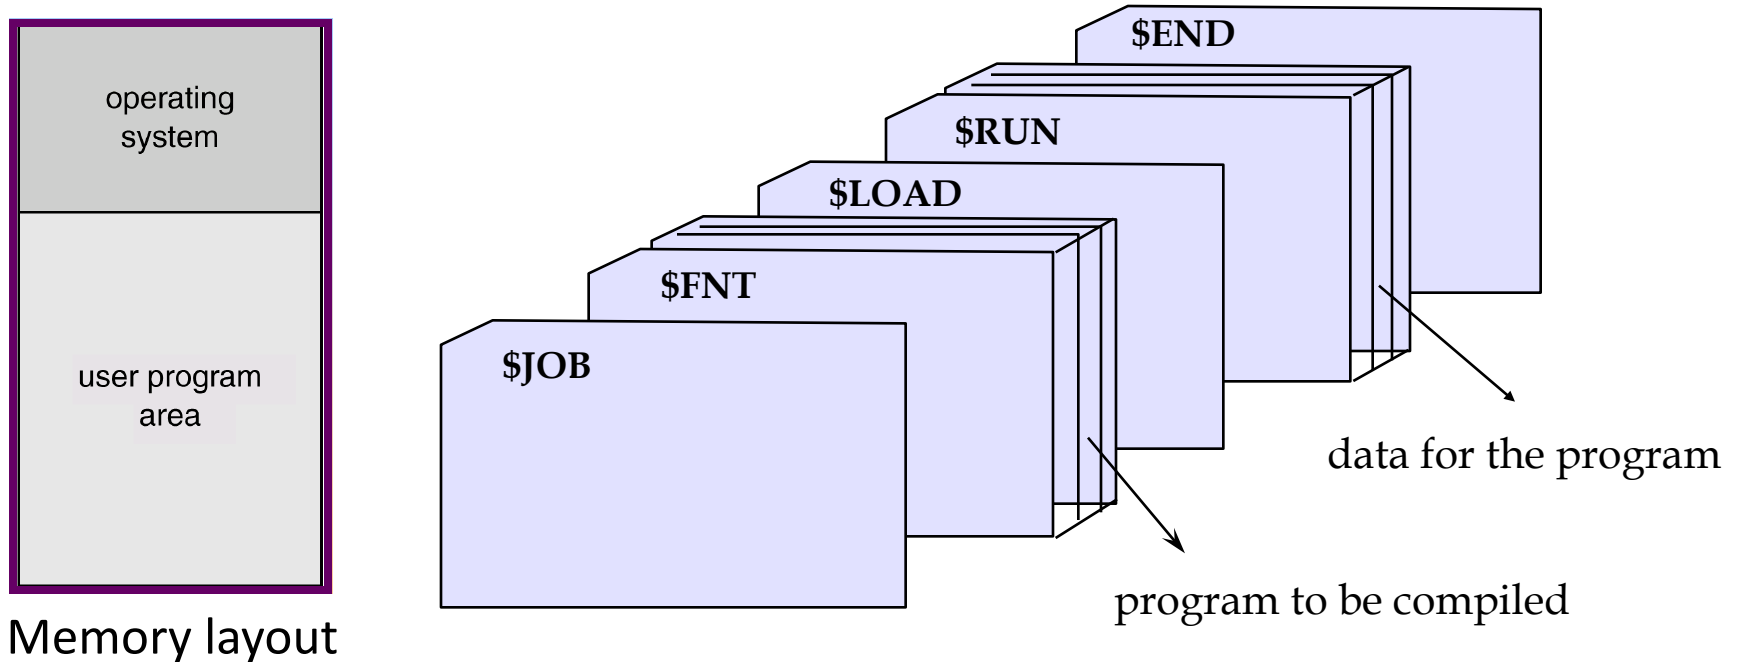 operating
system
user program
area
Memory layout
$END
$RUN
$LOAD
$FNT
$JOB
data for the program
program to be compiled